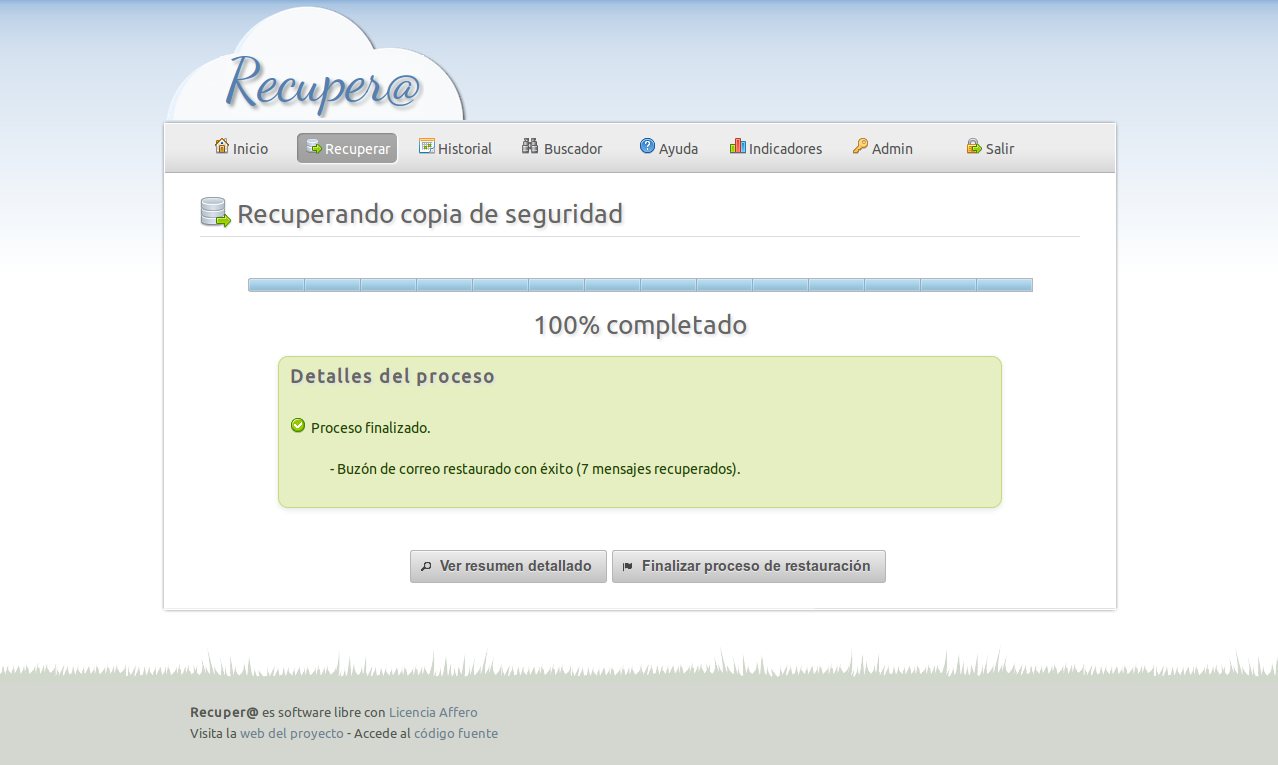 Recuper@
Inicio Recuperar Historial Buscador Ayuda Indicadores Admin Salir
Recuperando copia de seguridad
100% completado
Detalles del proceso
Proceso finalizado.
- Buzón de correo restaurado con éxito (7 mensajes recuperados).
Ver resumen detallado Finalizar proceso de restauración
Recuper@ es software libre con Licencia Affero
Visita la web del proyecto - Accede al código fuente